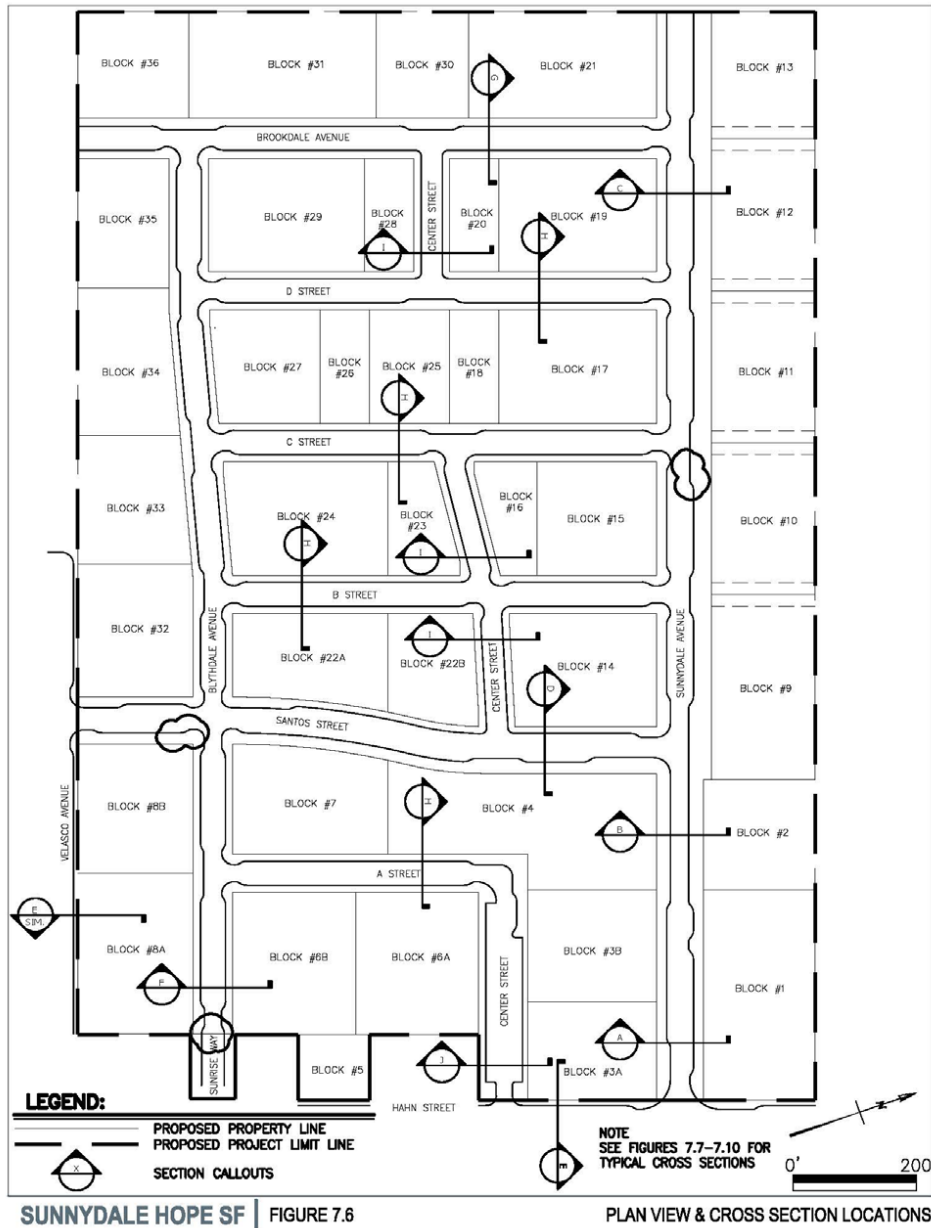 BLOCK #36
BLOCK #31
BLOCK #30
BLOCK #21
BLOCK #13
G
BROOKDALE AVENUE
BLOCK #35
BLOCK #29
BLOCK
#28
CENTER STREET
BLOCK
#20
BLOCK #19
C
BLOCK #12
H
I
D STREET
BLOCK #34
BLOCK #27
BLOCK
#26
BLOCK #25
BLOCK
#18
BLOCK #17
BLOCK #11
H
C STREET
BLOCK #33
BLOCK #24
BLOCK
#23
BLOCK
#16
BLOCK #15
BLOCK #10
H
I
B STREET
BLOCK #32
BLYTHDALE AVENUE
BLOCK #22A
BLOCK #22B
I
CENTER STREET
BLOCK #14
D
SUNNYDALE AVENUE
BLOCK #9
SANTOS STREET
VELASCO AVENUE
BLOCK #8B
BLOCK #7
H
BLOCK #4
B
BLOCK #2
A STREET
E
SIM.
BLOCK #8A
F
BLOCK #6B
BLOCK #6A
CENTER STREET
BLOCK #3B
BLOCK #1
SUNRISE WAY
BLOCK #5
J
A
BLOCK #3A
HAHN STREET
E
LEGEND:
PROPOSED PROPERTY LINE
PROPOSED PROJECT LIMIT LINE
X
SECTION CALLOUTS
NOTE
SEE FIGURES 7.7-7.10 FOR
TYPICAL CROSS SECTIONS
N
0'
200
SUNNYDALE HOPE SF | FIGURE 7.6
PLAN VIEW & CROSS SECTION LOCATIONS